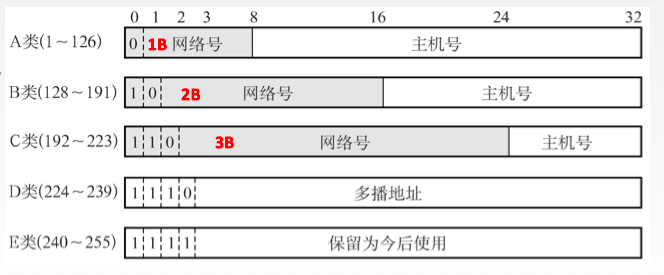 0 1 2 3 8 16 24 32
A类(1～126) 0 1B 网络号 主机号
B类(128～191) 1 0 2B 网络号 主机号
C类(192～223) 1 1 0 3B 网络号 主机号
D类(224～239) 1 1 1 0 多播地址
E类(240～255) 1 1 1 1 保留为今后使用